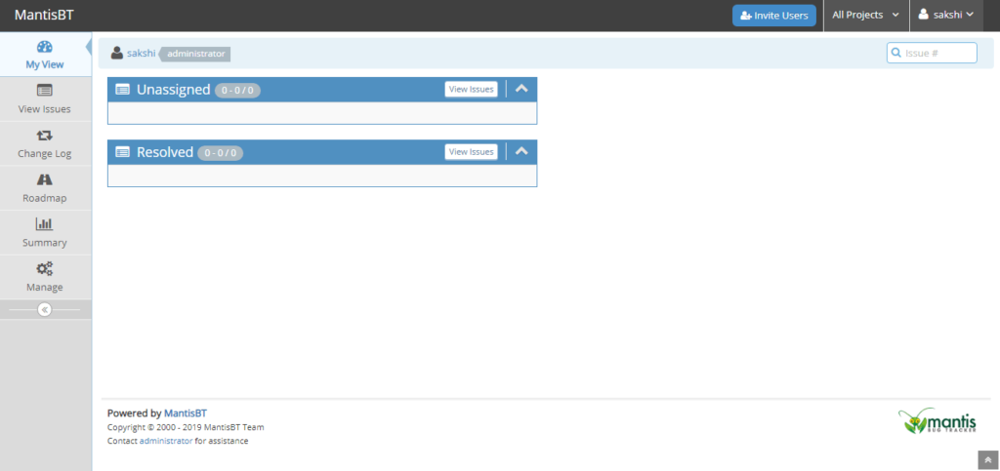 MantisBT
Invite Users
All Projects
sakshi
My View
View Issues
Change Log
Roadmap
Summary
Manage
sakshi administrator
Issue #
Unassigned 0 - 0 / 0 View Issues
Resolved 0 - 0 / 0 View Issues
Powered by MantisBT
Copyright © 2000 - 2019 MantisBT Team
Contact administrator for assistance
mantis
BUG TRACKER